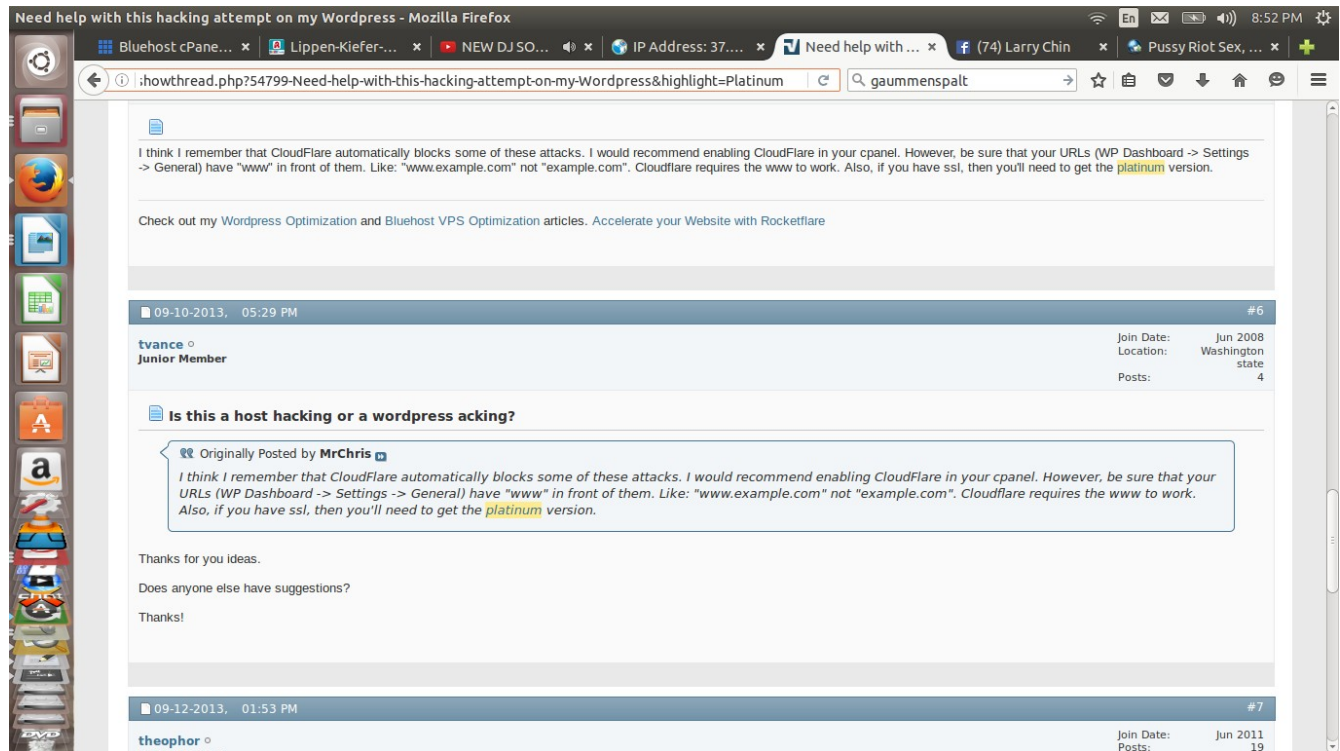 Need help with this hacking attempt on my Wordpress - Mozilla Firefox
En
8:52 PM
Bluehost cPane...
Lippen-Kiefer-...
NEW DJ SO...
IP Address: 37....
Need help with ...
(74) Larry Chin
Pussy Riot Sex, ...
howthread.php?54799-Need-help-with-this-hacking-attempt-on-my-Wordpress&highlight=Platinum
gaummenspalt
I think I remember that CloudFlare automatically blocks some of these attacks. I would recommend enabling CloudFlare in your cpanel. However, be sure that your URLs (WP Dashboard -> Settings
-> General) have "www" in front of them. Like: "www.example.com" not "example.com". Cloudflare requires the www to work. Also, if you have ssl, then you'll need to get the platinum version.
Check out my Wordpress Optimization and Bluehost VPS Optimization articles. Accelerate your Website with Rocketflare
09-10-2013, 05:29 PM
#6
tvance
Junior Member
Join Date: Jun 2008
Location: Washington
state
Posts: 4
Is this a host hacking or a wordpress acking?
Originally Posted by MrChris
I think I remember that CloudFlare automatically blocks some of these attacks. I would recommend enabling CloudFlare in your cpanel. However, be sure that your
URLs (WP Dashboard -> Settings -> General) have "www" in front of them. Like: "www.example.com" not "example.com". Cloudflare requires the www to work.
Also, if you have ssl, then you'll need to get the platinum version.
Thanks for you ideas.
Does anyone else have suggestions?
Thanks!
09-12-2013, 01:53 PM
#7
theophor
Join Date: Jun 2011
Posts: 19
a
DVD